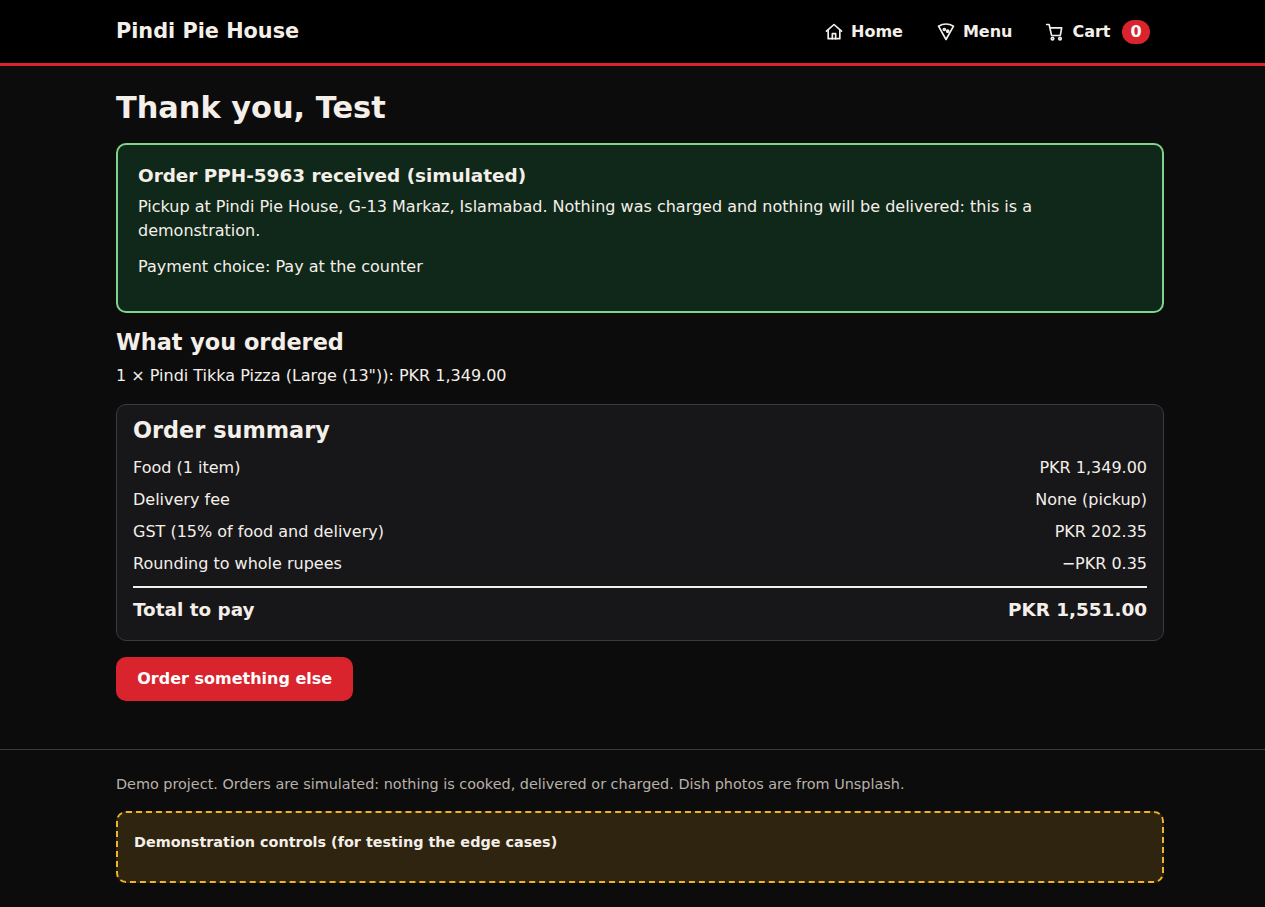 Pindi Pie House
Home
Menu
Cart 0
Thank you, Test
Order PPH-5963 received (simulated)
Pickup at Pindi Pie House, G-13 Markaz, Islamabad. Nothing was charged and nothing will be delivered: this is a
demonstration.
Payment choice: Pay at the counter
What you ordered
1 × Pindi Tikka Pizza (Large (13")): PKR 1,349.00
Order summary
Food (1 item) PKR 1,349.00
Delivery fee None (pickup)
GST (15% of food and delivery) PKR 202.35
Rounding to whole rupees −PKR 0.35
Total to pay PKR 1,551.00
Order something else
Demo project. Orders are simulated: nothing is cooked, delivered or charged. Dish photos are from Unsplash.
Demonstration controls (for testing the edge cases)